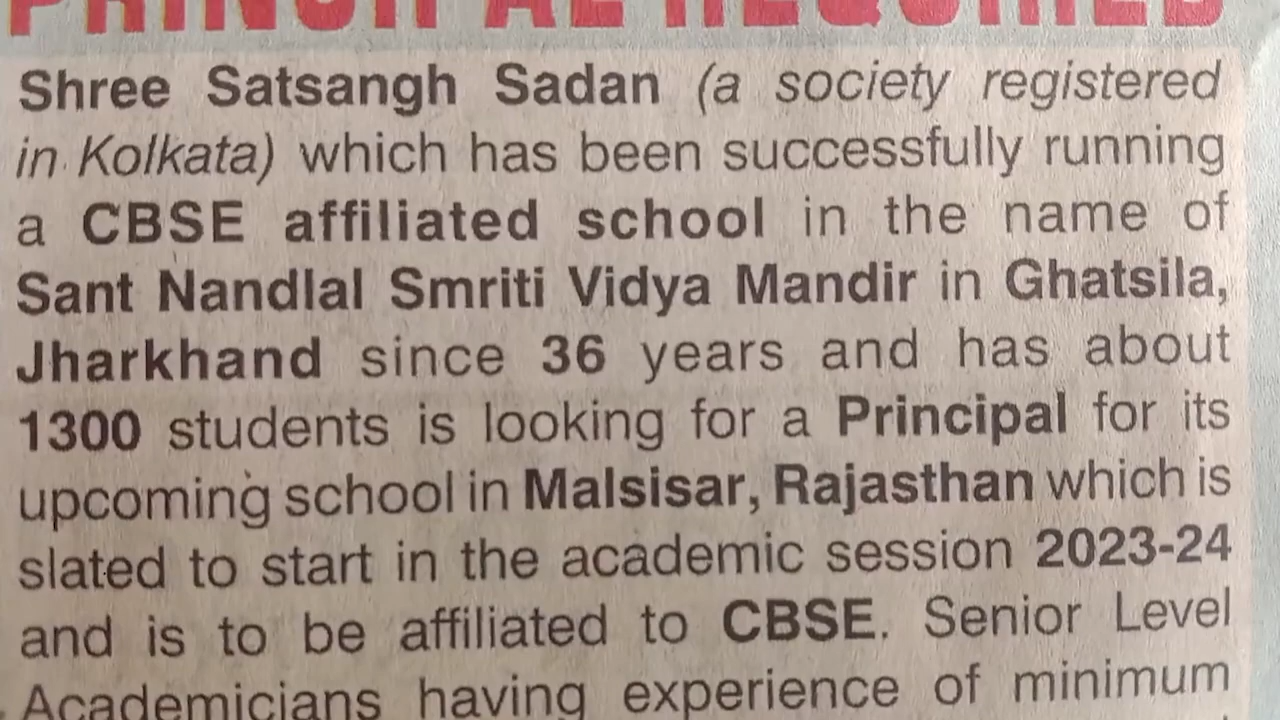 PRINCIPAL REQUIRED
Shree Satsangh Sadan (a society registered
in Kolkata) which has been successfully running
a CBSE affiliated school in the name of
Sant Nandlal Smriti Vidya Mandir in Ghatsila,
Jharkhand since 36 years and has about
1300 students is looking for a Principal for its
upcoming school in Malsisar, Rajasthan which is
slated to start in the academic session 2023-24
and is to be affiliated to CBSE. Senior Level
Academicians having experience of minimum